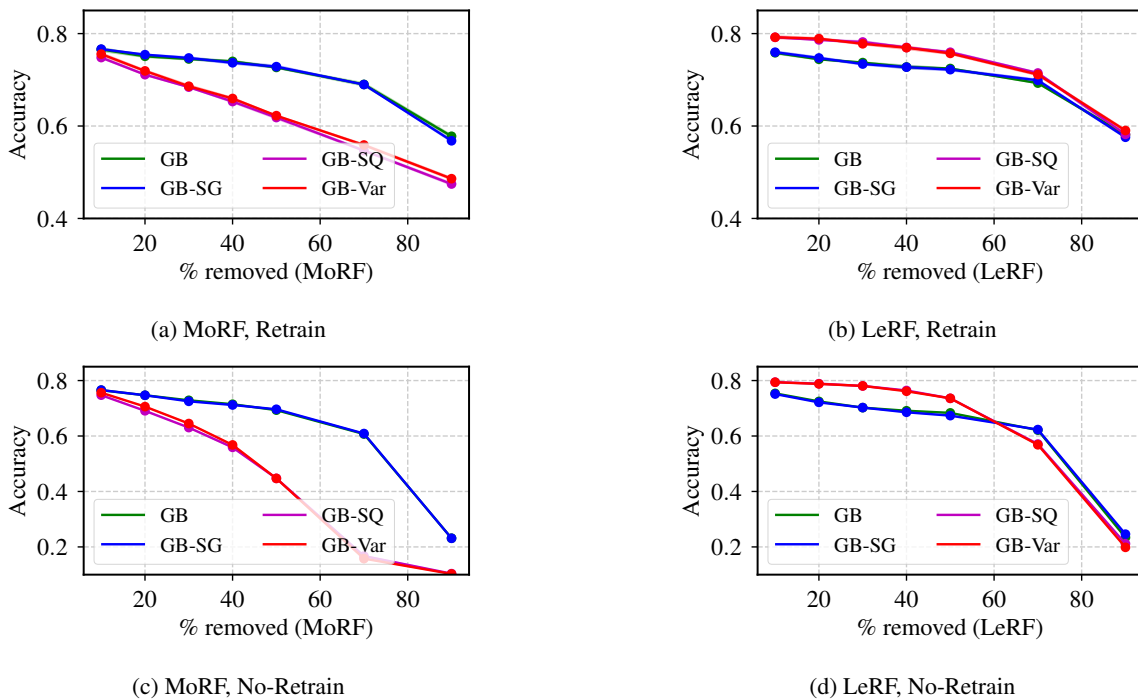 0.8
0.6
0.4
Accuracy
GB
GB-SQ
GB-SG
GB-Var
20
40
60
80
% removed (MoRF)
(a) MoRF, Retrain
0.8
0.6
0.4
Accuracy
GB
GB-SQ
GB-SG
GB-Var
20
40
60
80
% removed (LeRF)
(b) LeRF, Retrain
0.8
0.6
0.4
0.2
Accuracy
GB
GB-SQ
GB-SG
GB-Var
20
40
60
80
% removed (MoRF)
(c) MoRF, No-Retrain
0.8
0.6
0.4
0.2
Accuracy
GB
GB-SQ
GB-SG
GB-Var
20
40
60
80
% removed (LeRF)
(d) LeRF, No-Retrain